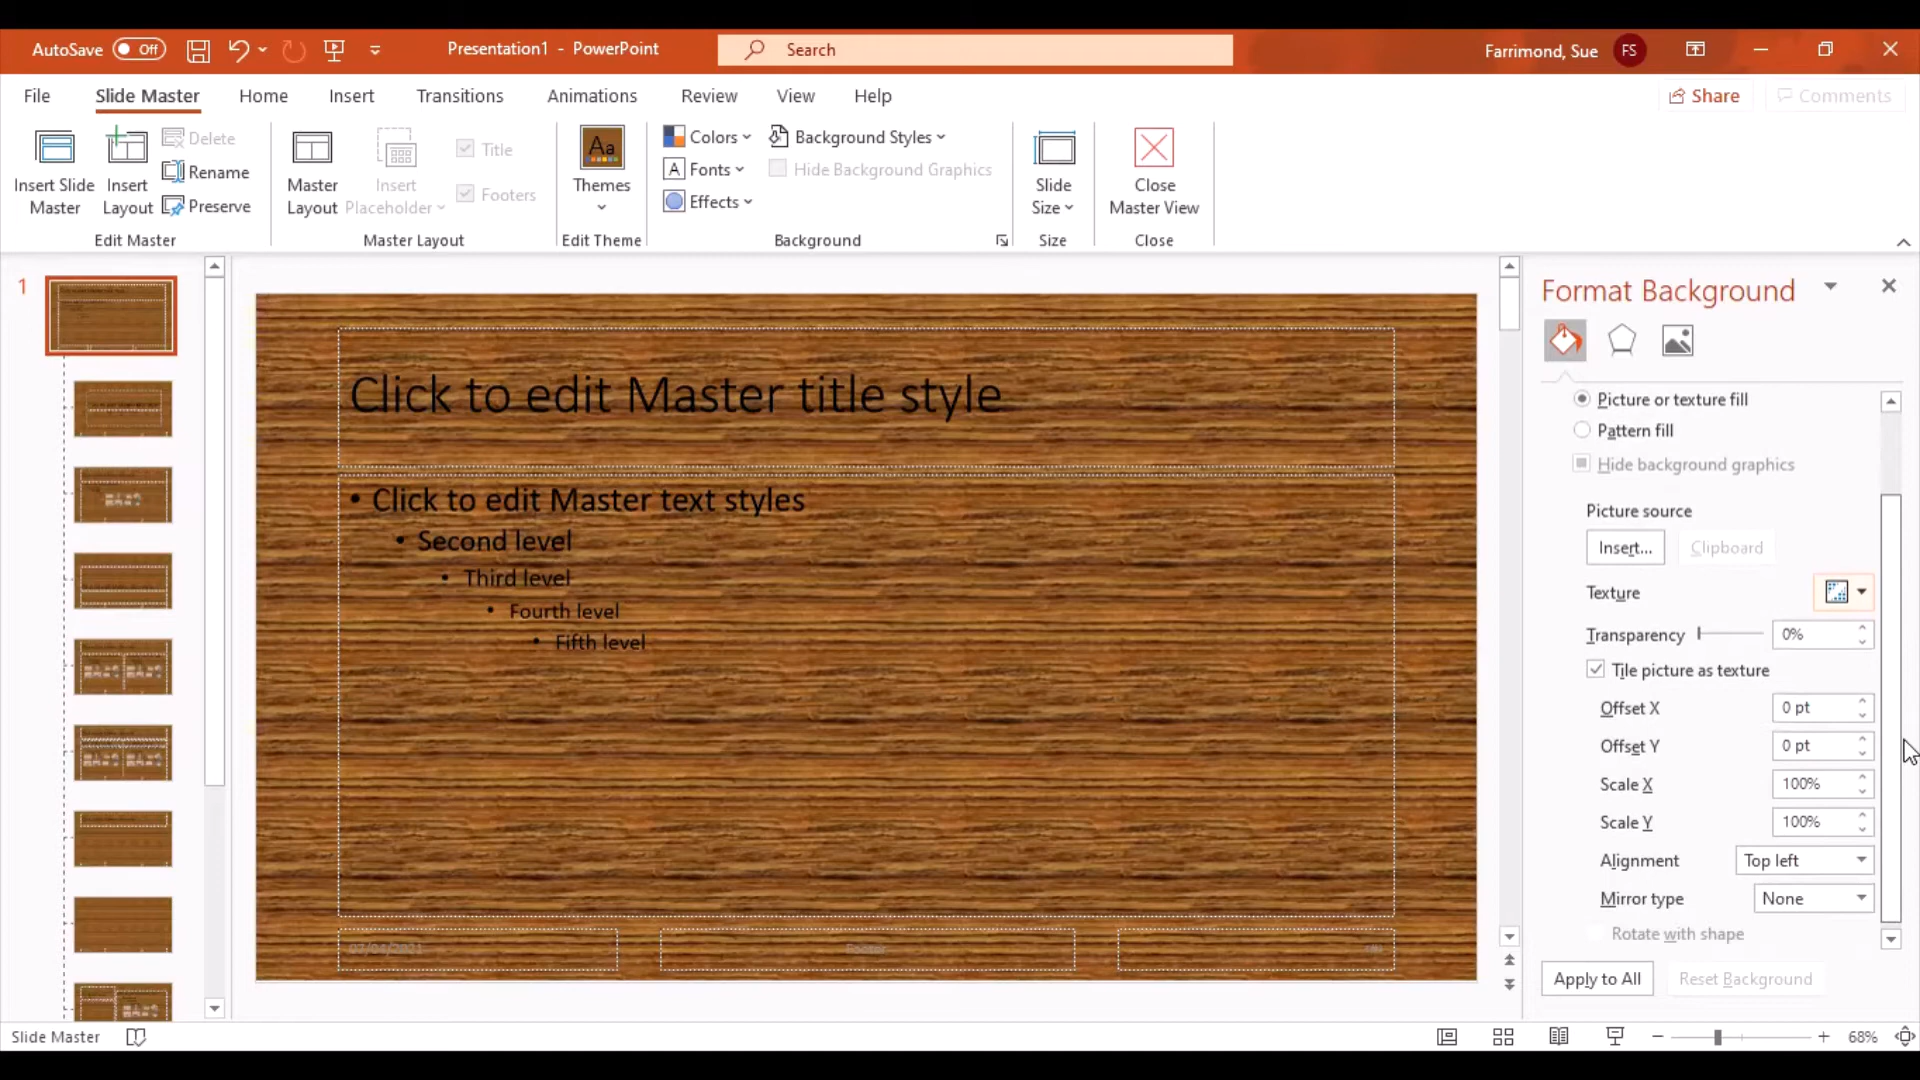 AutoSave Off Presentation1 - PowerPoint Search Farrimond, Sue FS
File Slide Master Home Insert Transitions Animations Review View Help Share Comments
Insert Slide Master
Insert Layout
Delete
Rename
Preserve
Edit Master
Master Layout
Insert Placeholder
Title
Footers
Master Layout
Aa
Themes
Edit Theme
Colors
A Fonts
Effects
Background Styles
Hide Background Graphics
Background
Slide Size
Size
Close Master View
Close
1
Click to edit Master title style
• Click to edit Master text styles
• Second level
• Third level
• Fourth level
• Fifth level
Footer
Format Background
Picture or texture fill
Pattern fill
Hide background graphics
Picture source
Insert... Clipboard
Texture
Transparency 0%
Tile picture as texture
Offset X 0 pt
Offset Y 0 pt
Scale X 100%
Scale Y 100%
Alignment Top left
Mirror type None
Rotate with shape
Apply to All Reset Background
Slide Master 68%